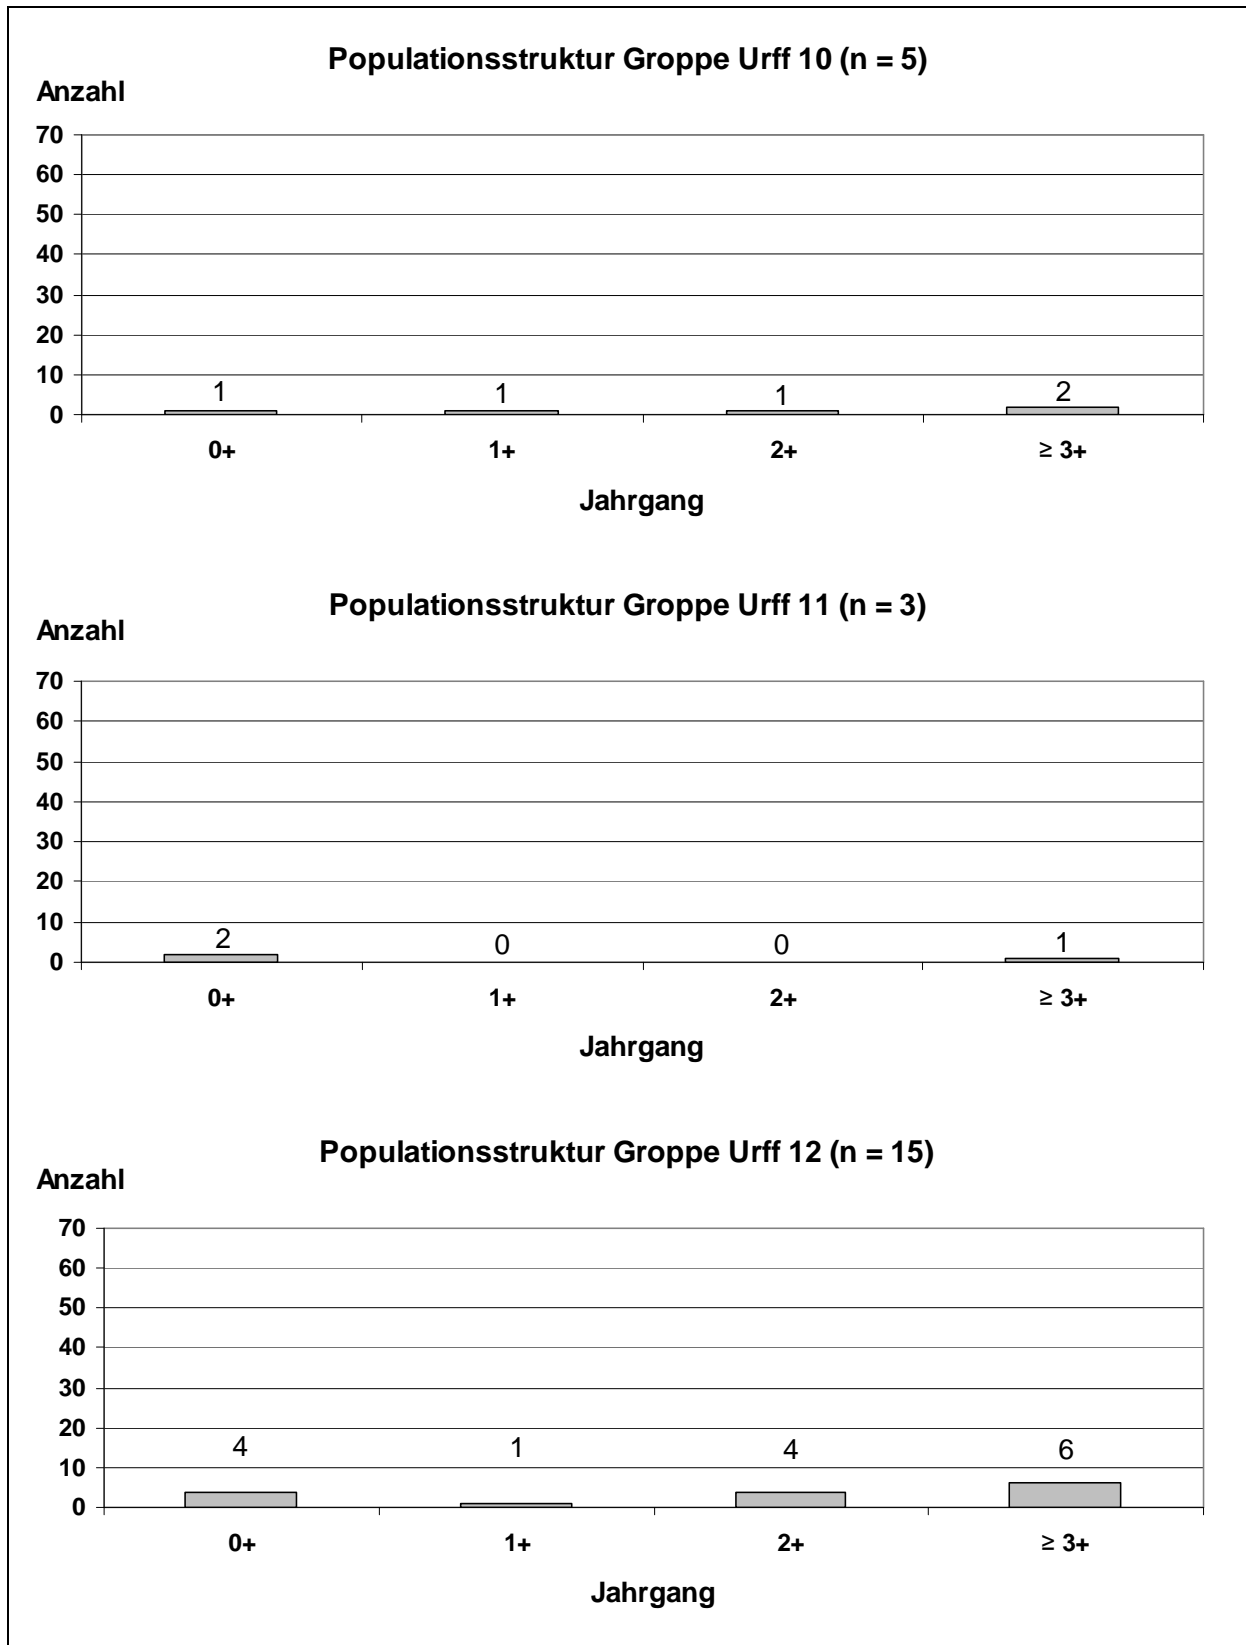 Populationsstruktur Groppe Urff 10 (n = 5)
Anzahl
70
60
50
40
30
20
10
0
1 1 1 2
0+ 1+ 2+ ≥ 3+
Jahrgang
Populationsstruktur Groppe Urff 11 (n = 3)
Anzahl
70
60
50
40
30
20
10
0
2 0 0 1
0+ 1+ 2+ ≥ 3+
Jahrgang
Populationsstruktur Groppe Urff 12 (n = 15)
Anzahl
70
60
50
40
30
20
10
0
4 1 4 6
0+ 1+ 2+ ≥ 3+
Jahrgang